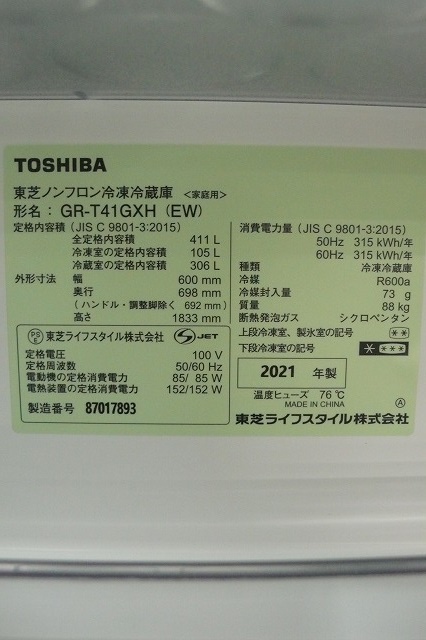 TOSHIBA
東芝ノンフロン冷凍冷蔵庫 <家庭用>
形名：GR-T41GXH (EW)
定格内容積 (JIS C 9801-3:2015)
全定格内容積 411 L
冷凍室の定格内容積 105 L
冷蔵室の定格内容積 306 L
外形寸法 幅 600 mm
奥行 698 mm
(ハンドル・調整脚除く 692 mm)
高さ 1833 mm
PS E 東芝ライフスタイル株式会社 S JET
定格電圧 100 V
定格周波数 50/60 Hz
電動機の定格消費電力 85/ 85 W
電熱装置の定格消費電力 152/152 W
製造番号 87017893
消費電力量 (JIS C 9801-3:2015)
50Hz 315 kWh/年
60Hz 315 kWh/年
種類 冷凍冷蔵庫
冷媒 R600a
冷媒封入量 73 g
質量 88 kg
断熱発泡ガス シクロペンタン
上段冷凍室、製氷室の記号 **
下段冷凍室の記号 * ***
2021 年製
温度ヒューズ 76℃
MADE IN CHINA
A
東芝ライフスタイル株式会社